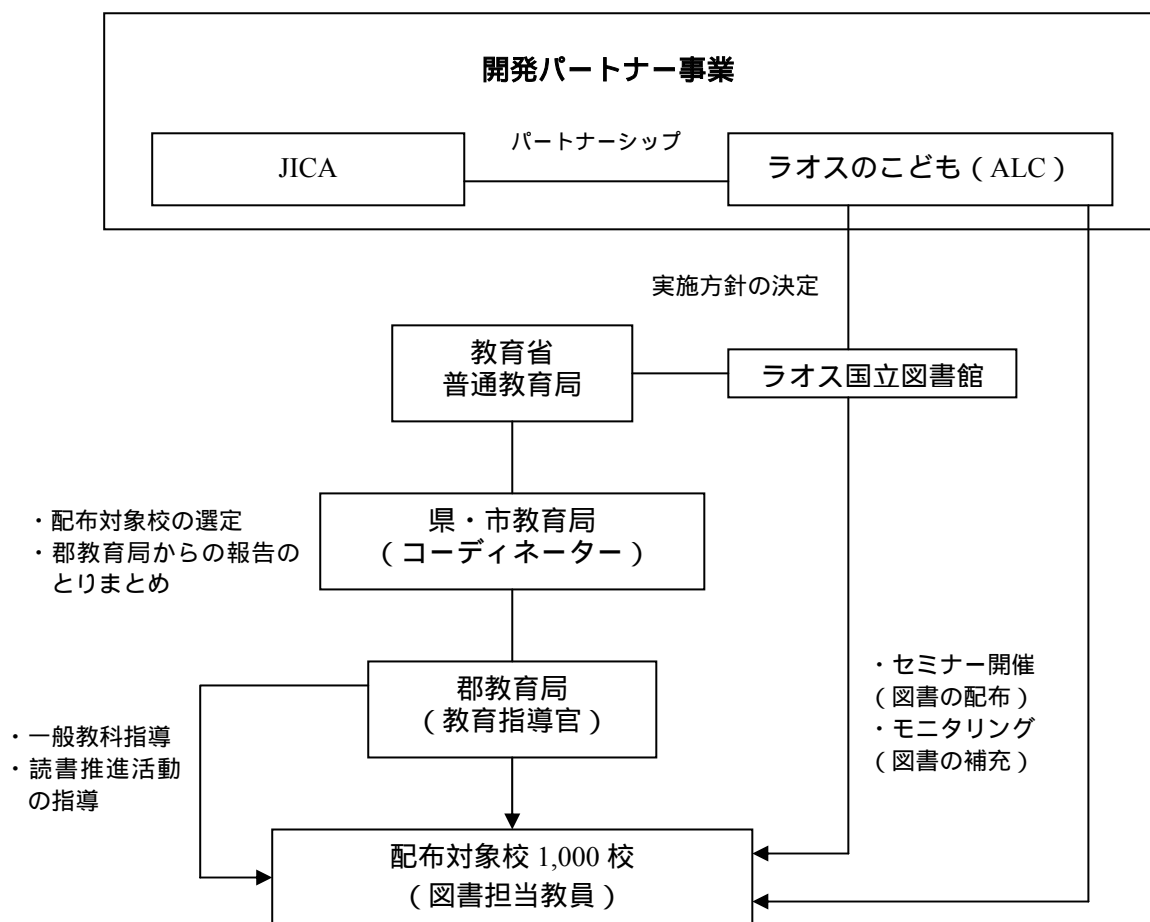 開発パートナー事業
パートナーシップ
JICA
ラオスのこども（ALC）
実施方針の決定
教育省
普通教育局
ラオス国立図書館
・配布対象校の選定
・郡教育局からの報告の
とりまとめ
県・市教育局
（コーディネーター）
郡教育局
（教育指導官）
・セミナー開催
（図書の配布）
・モニタリング
（図書の補充）
・一般教科指導
・読書推進活動
の指導
配布対象校 1,000 校
（図書担当教員）